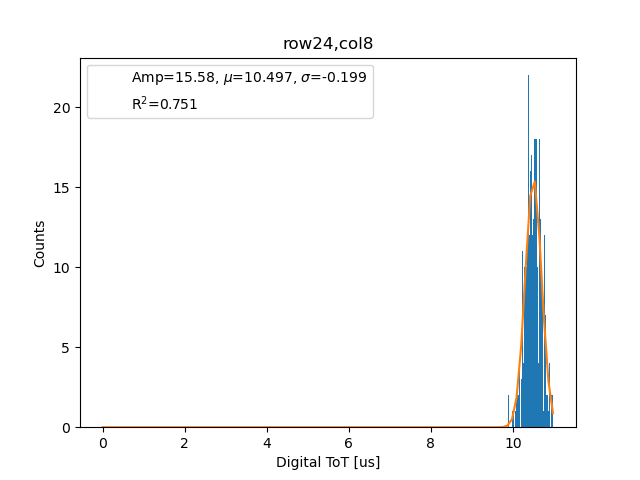 row24,col8
Amp=15.58, μ=10.497, σ=-0.199
R²=0.751
20
15
10
5
0
Counts
0 2 4 6 8 10
Digital ToT [us]